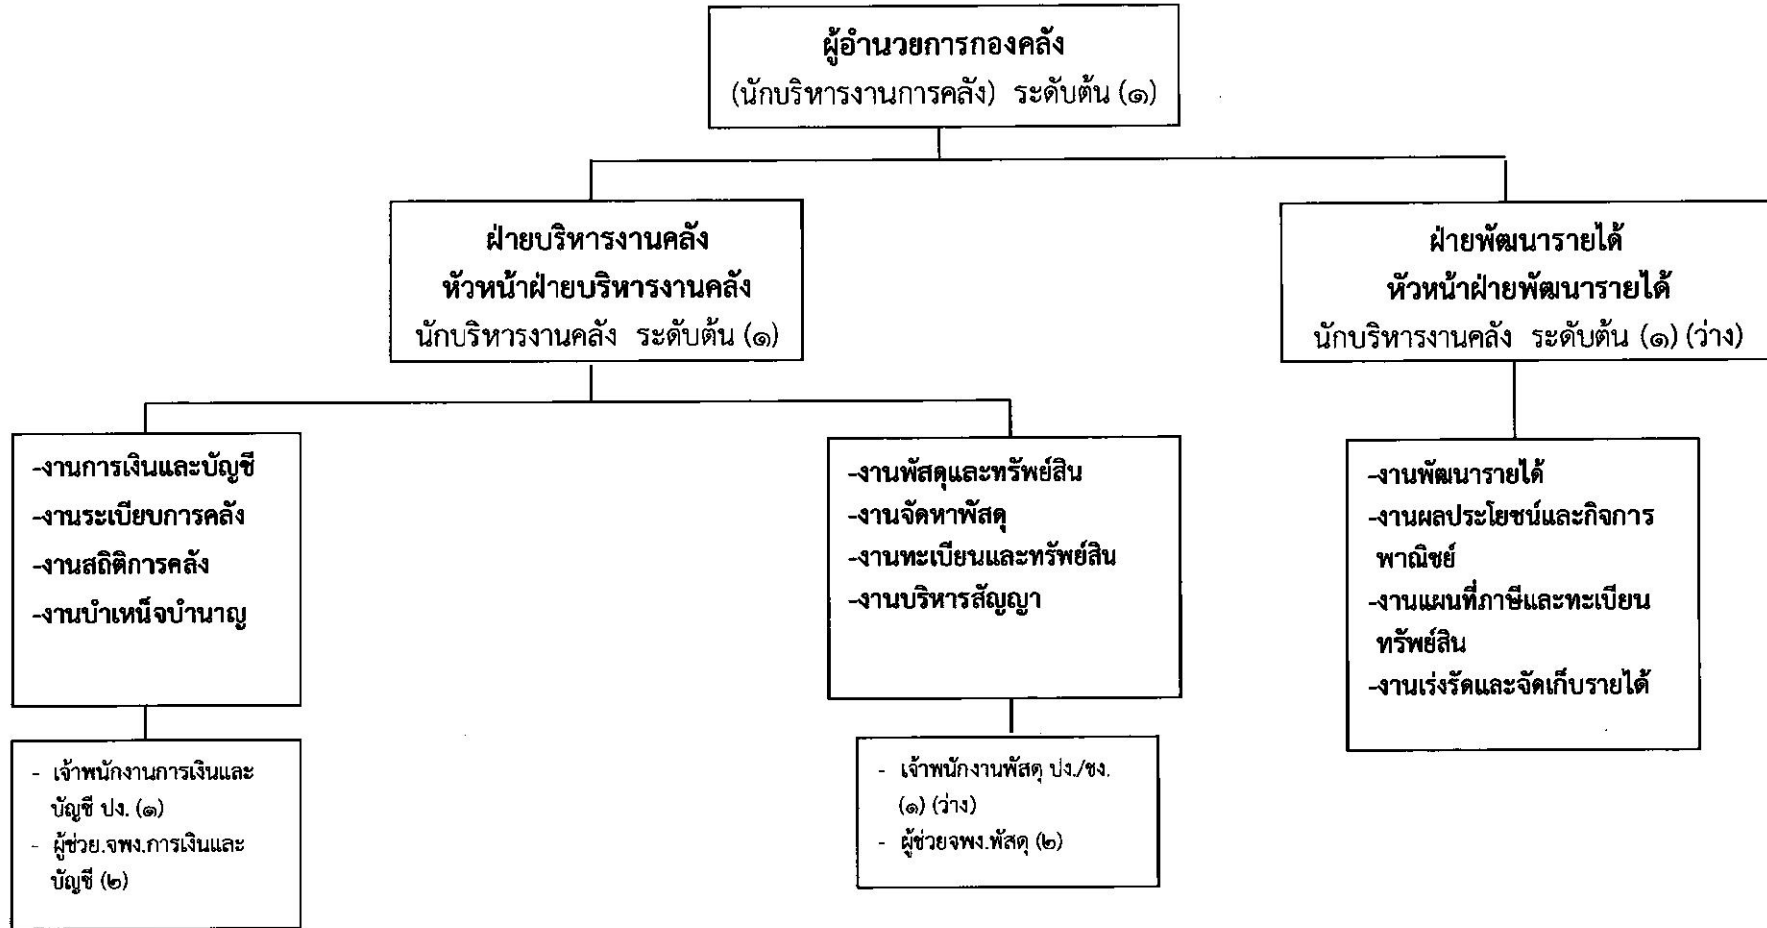 ผู้อำนวยการกองคลัง
(นักบริหารงานการคลัง) ระดับต้น (๑)
ฝ่ายบริหารงานคลัง
หัวหน้าฝ่ายบริหารงานคลัง
นักบริหารงานคลัง ระดับต้น (๑)
ฝ่ายพัฒนารายได้
หัวหน้าฝ่ายพัฒนารายได้
นักบริหารงานคลัง ระดับต้น (๑) (ว่าง)
-งานการเงินและบัญชี
-งานระเบียบการคลัง
-งานสถิติการคลัง
-งานบำเหน็จบำนาญ
-งานพัสดุและทรัพย์สิน
-งานจัดหาพัสดุ
-งานทะเบียนและทรัพย์สิน
-งานบริหารสัญญา
-งานพัฒนารายได้
-งานผลประโยชน์และกิจการ
พาณิชย์
-งานแผนที่ภาษีและทะเบียน
ทรัพย์สิน
-งานเร่งรัดและจัดเก็บรายได้
- เจ้าพนักงานการเงินและ
บัญชี ปง. (๑)
- ผู้ช่วย.จพง.การเงินและ
บัญชี (๒)
- เจ้าพนักงานพัสดุ ปง./ชง.
(๑) (ว่าง)
- ผู้ช่วยจพง.พัสดุ (๒)